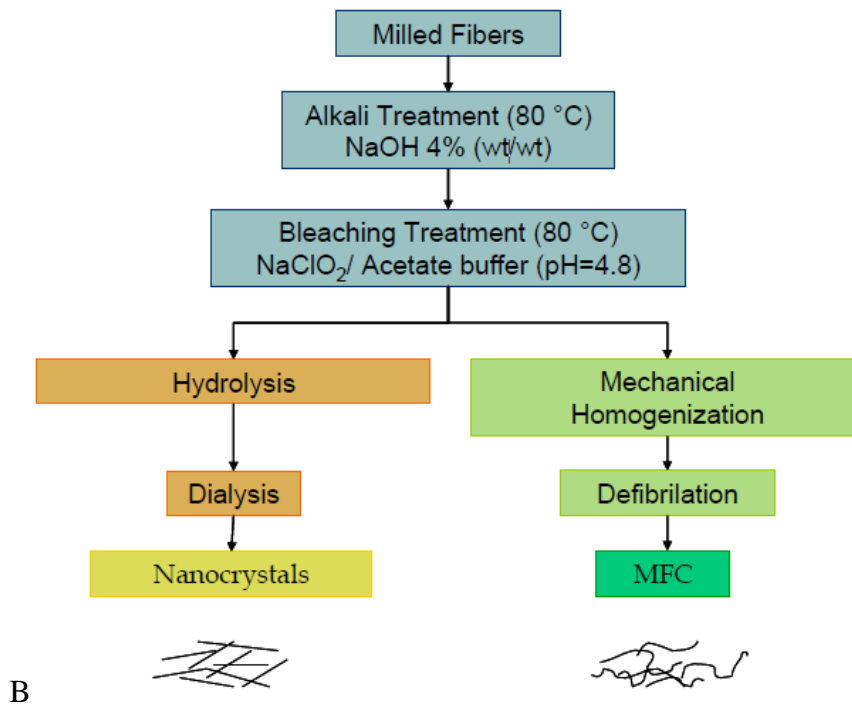 Milled Fibers
Alkali Treatment (80 °C)
NaOH 4% (wt/wt)
Bleaching Treatment (80 °C)
NaClO₂/ Acetate buffer (pH=4.8)
Hydrolysis
Mechanical
Homogenization
Dialysis
Defibrilation
Nanocrystals
MFC
B